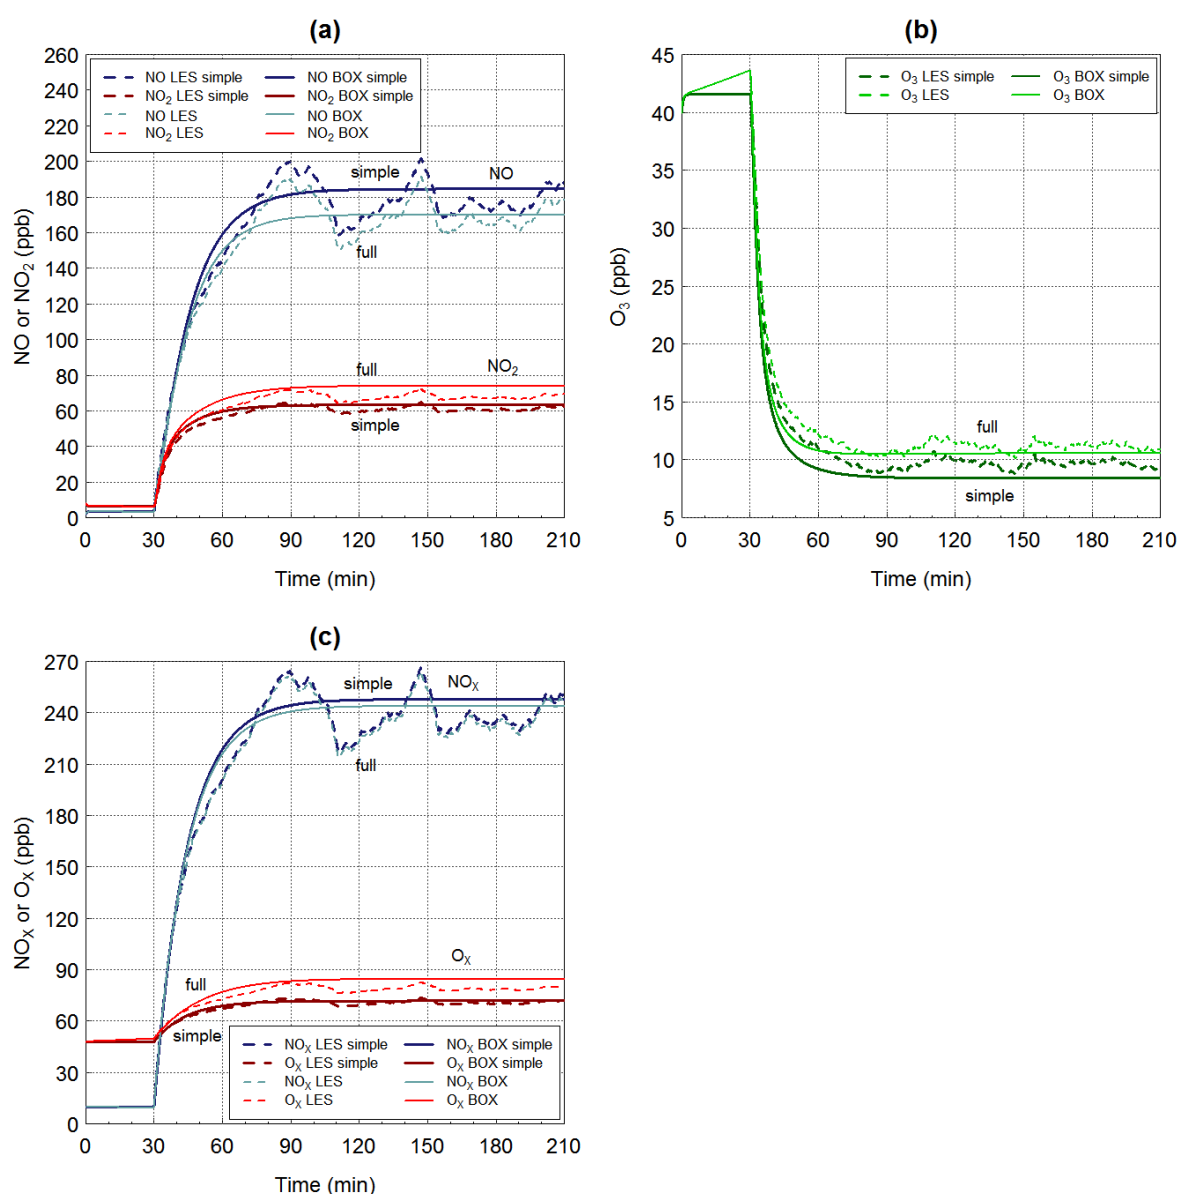 (a)
260
240
220
200
180
160
140
120
100
80
60
40
20
0
NO or NO₂ (ppb)
NO LES simple
NO BOX simple
NO₂ LES simple
NO₂ BOX simple
NO LES
NO BOX
NO₂ LES
NO₂ BOX
simple
NO
full
full
NO₂
simple
0 30 60 90 120 150 180 210
Time (min)
(b)
45
40
35
30
25
20
15
10
5
O₃ (ppb)
O₃ LES simple
O₃ BOX simple
O₃ LES
O₃ BOX
full
simple
0 30 60 90 120 150 180 210
Time (min)
(c)
270
240
210
180
150
120
90
60
30
0
NOX or OX (ppb)
simple
NOX
full
OX
full
simple
NOX LES simple
NOX BOX simple
OX LES simple
OX BOX simple
NOX LES
NOX BOX
OX LES
OX BOX
0 30 60 90 120 150 180 210
Time (min)